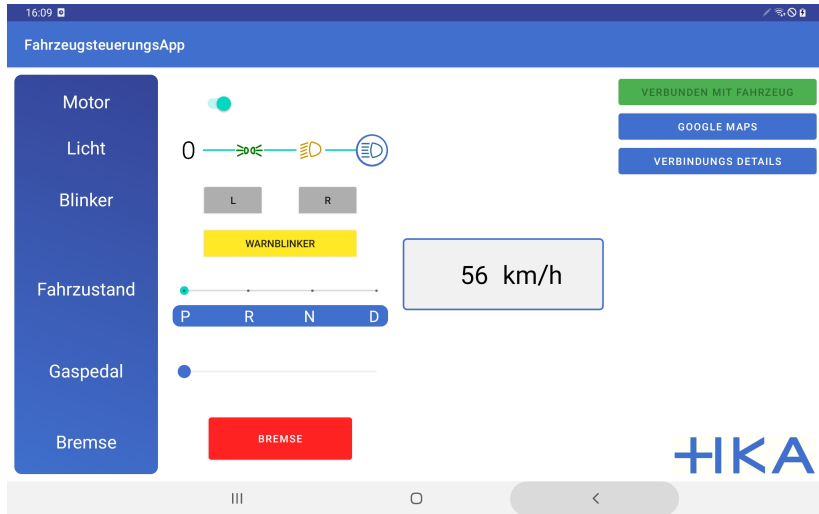 16:09
FahrzeugsteuerungsApp
Motor
VERBUNDEN MIT FAHRZEUG
GOOGLE MAPS
Licht
0
VERBINDUNGS DETAILS
Blinker
L R
WARNBLINKER
56 km/h
Fahrzustand
P R N D
Gaspedal
Bremse
BREMSE
HKA